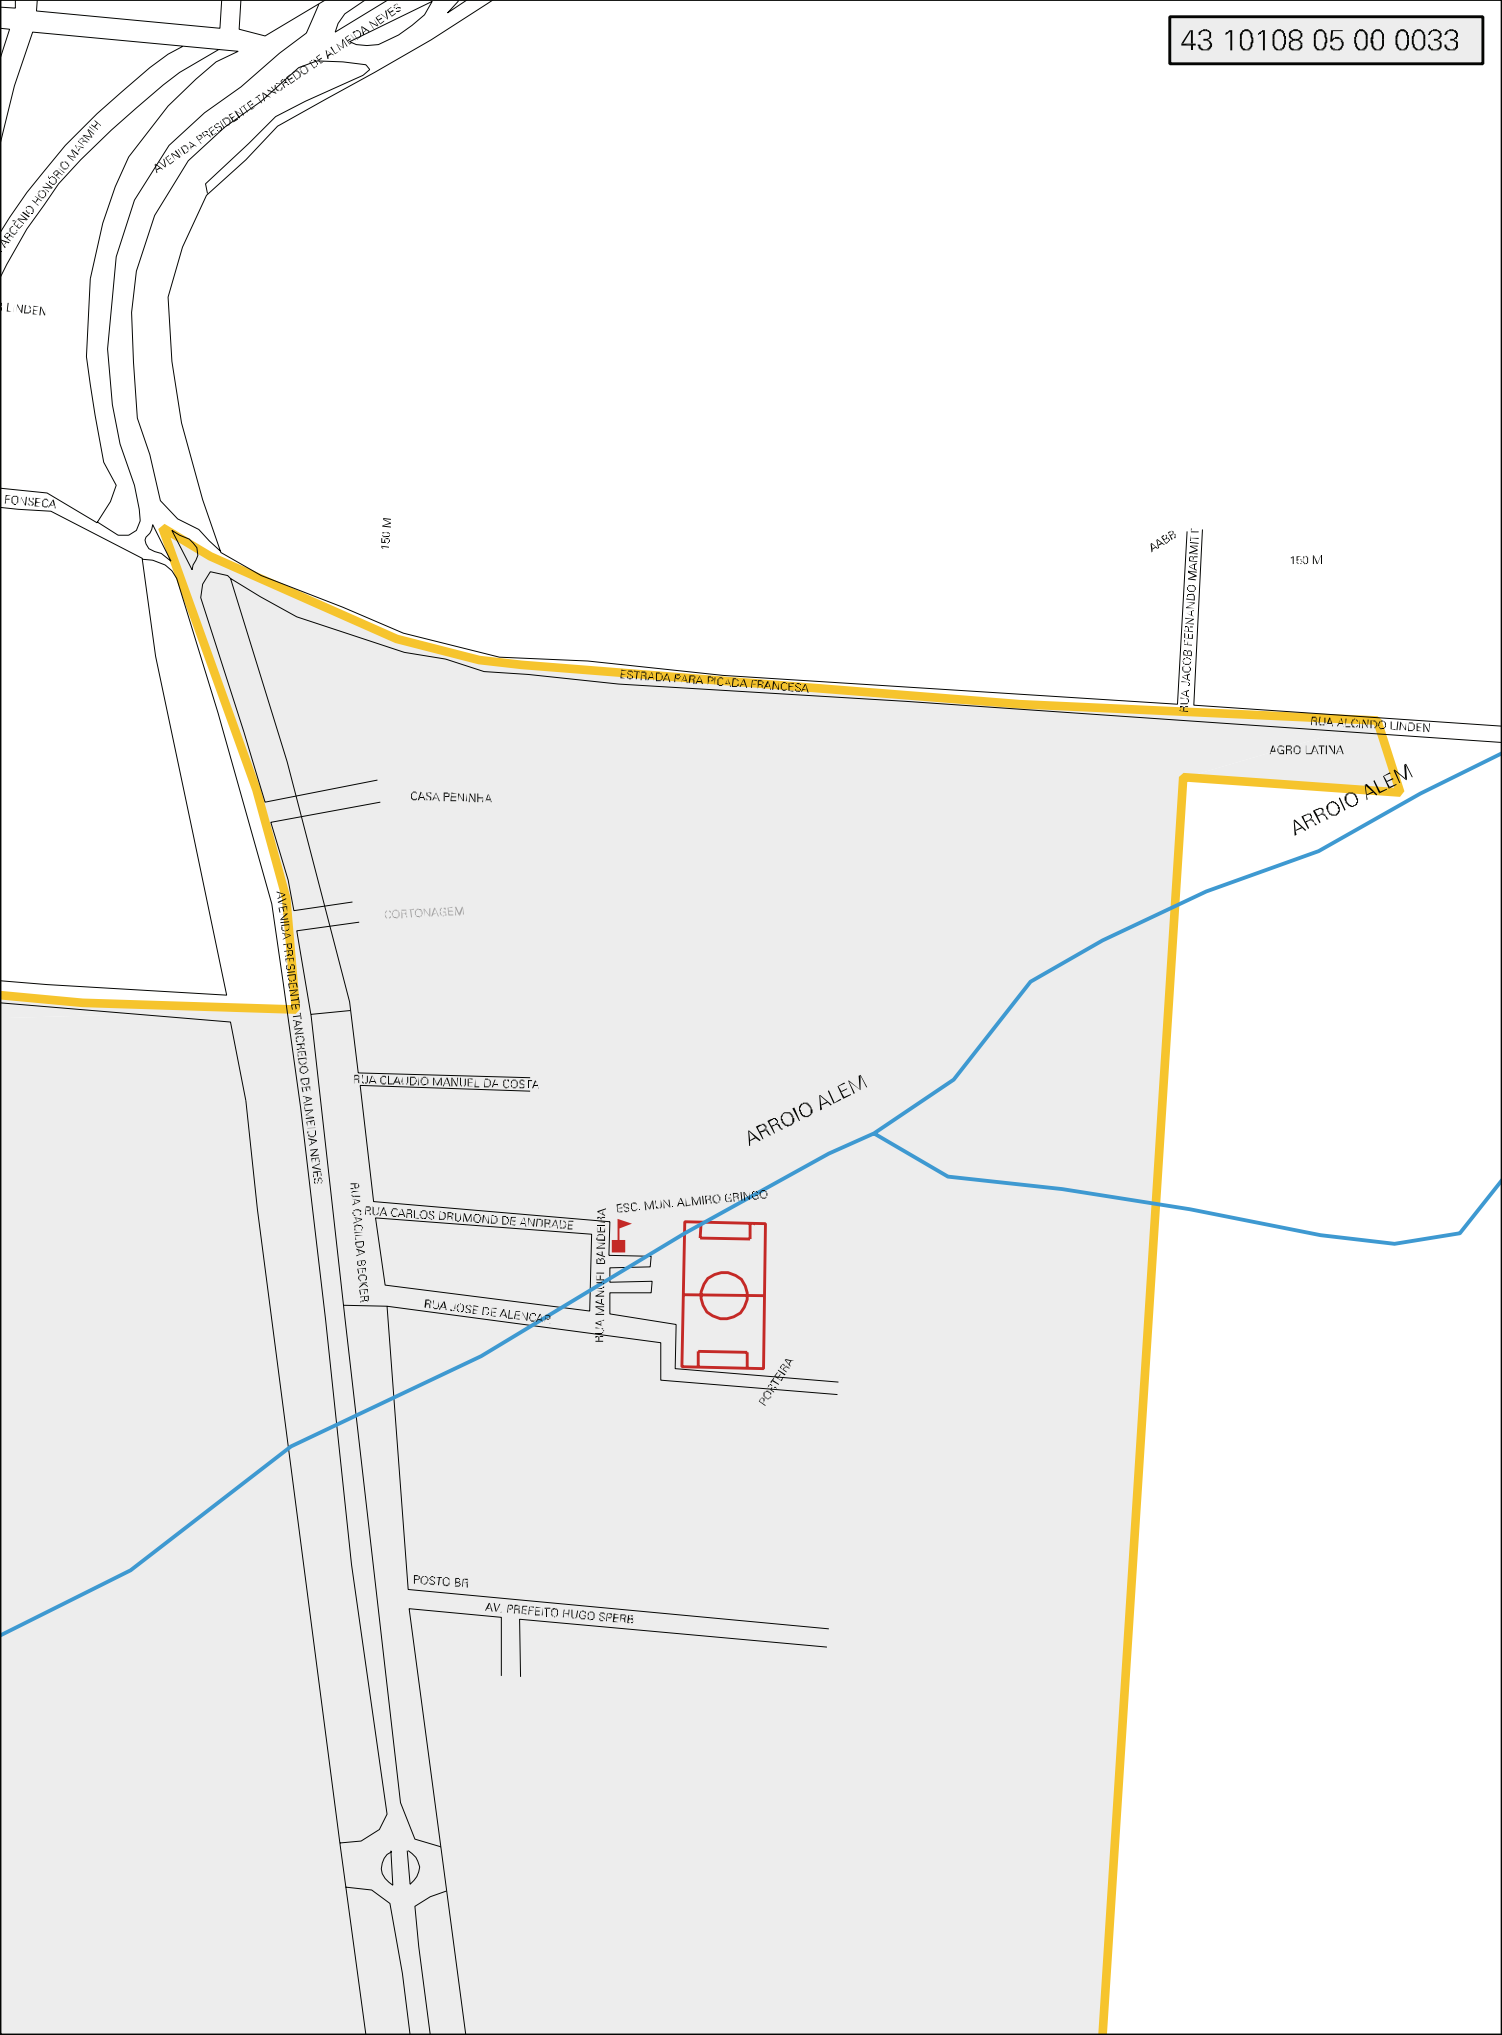 43 10108 05 00 0033
AVENIDA PRESIDENTE TANCREDO DE ALMEIDA NEVES
ARCÊNIO HONÓRIO MARMIH
LINDEN
FONSECA
150 M
AABB
RUA JACOB FERNANDO MARMITT
150 M
ESTRADA PARA PICADA FRANCESA
RUA ALCINDO LINDEN
AGRO LATINA
ARROIO ALEM
CASA PENINHA
CORTONAGEM
AVENIDA PRESIDENTE TANCREDO DE ALMEIDA NEVES
RUA CLAUDIO MANUEL DA COSTA
ARROIO ALEM
RUA CACILDA BECKER
RUA CARLOS DRUMOND DE ANDRADE
ESC. MUN. ALMIRO GRINGO
RUA MANUEL BANDEIRA
RUA JOSE DE ALENCAR
PORTEIRA
POSTO BR
AV. PREFEITO HUGO SPERB